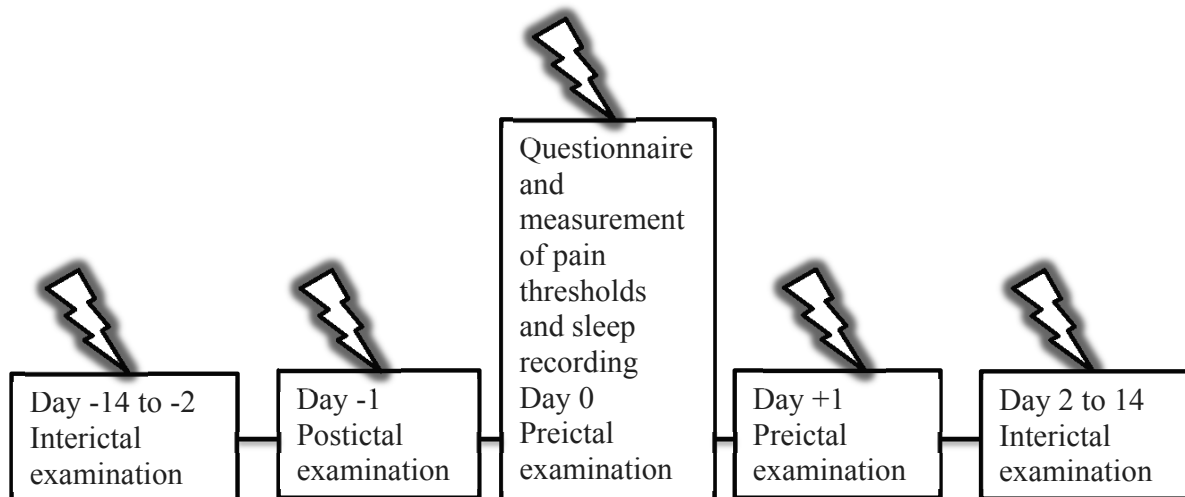 Day -14 to -2
Interictal
examination
Day -1
Postictal
examination
Questionnaire
and
measurement
of pain
thresholds
and sleep
recording
Day 0
Preictal
examination
Day +1
Preictal
examination
Day 2 to 14
Interictal
examination